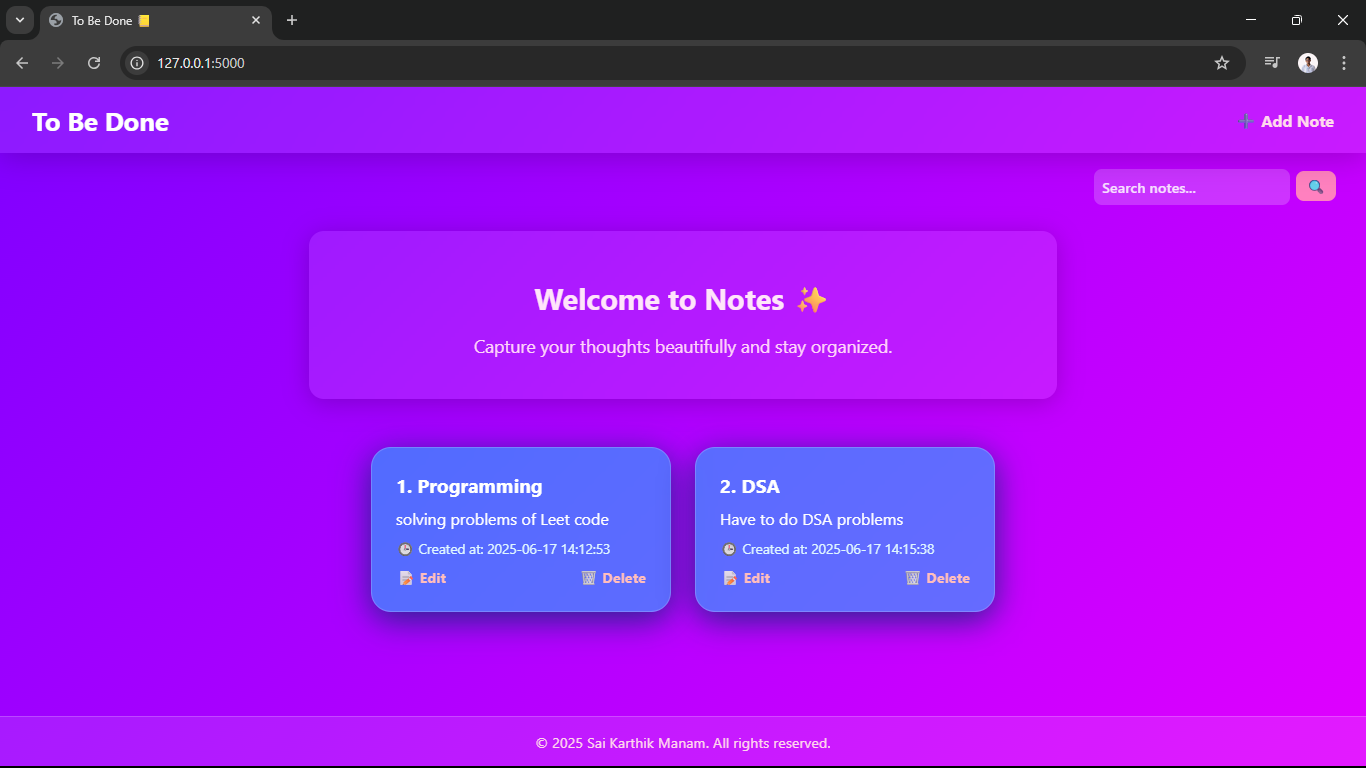 To Be Done 📒
127.0.0.1:5000
To Be Done
➕ Add Note
Search notes...
🔍
Welcome to Notes ✨
Capture your thoughts beautifully and stay organized.
1. Programming
solving problems of Leet code
🕒 Created at: 2025-06-17 14:12:53
📝 Edit 🗑️ Delete
2. DSA
Have to do DSA problems
🕒 Created at: 2025-06-17 14:15:38
📝 Edit 🗑️ Delete
© 2025 Sai Karthik Manam. All rights reserved.